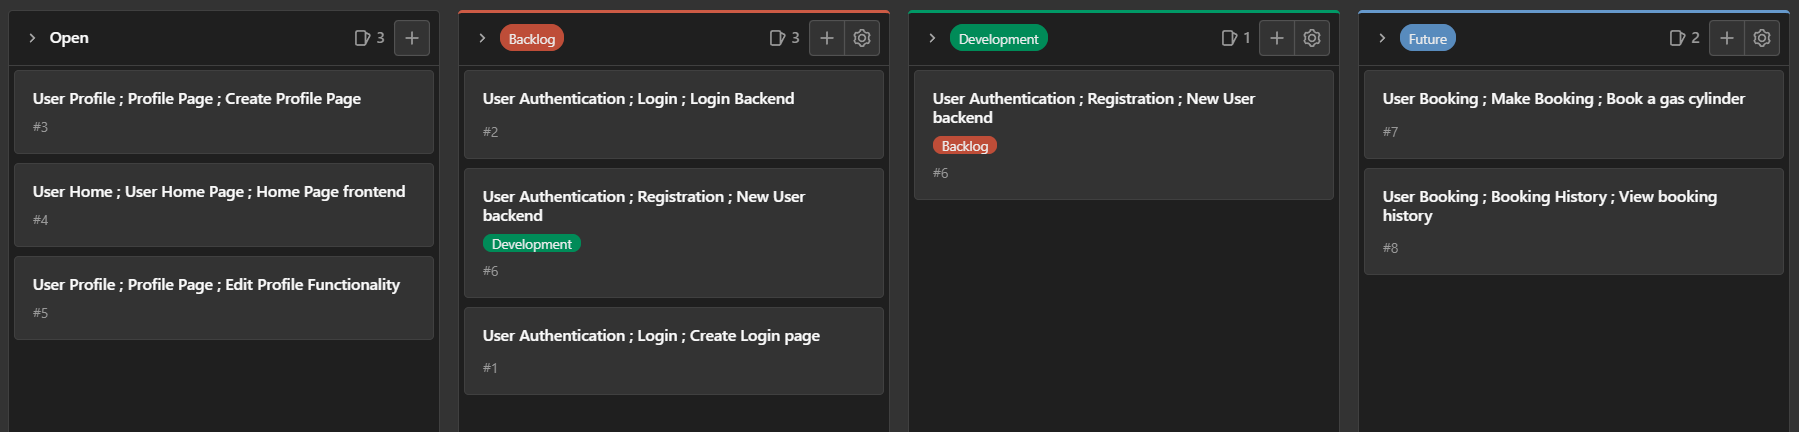 Open 3
User Profile ; Profile Page ; Create Profile Page
#3
User Home ; User Home Page ; Home Page frontend
#4
User Profile ; Profile Page ; Edit Profile Functionality
#5
Backlog 3
User Authentication ; Login ; Login Backend
#2
User Authentication ; Registration ; New User
backend
Development
#6
User Authentication ; Login ; Create Login page
#1
Development 1
User Authentication ; Registration ; New User
backend
Backlog
#6
Future 2
User Booking ; Make Booking ; Book a gas cylinder
#7
User Booking ; Booking History ; View booking
history
#8